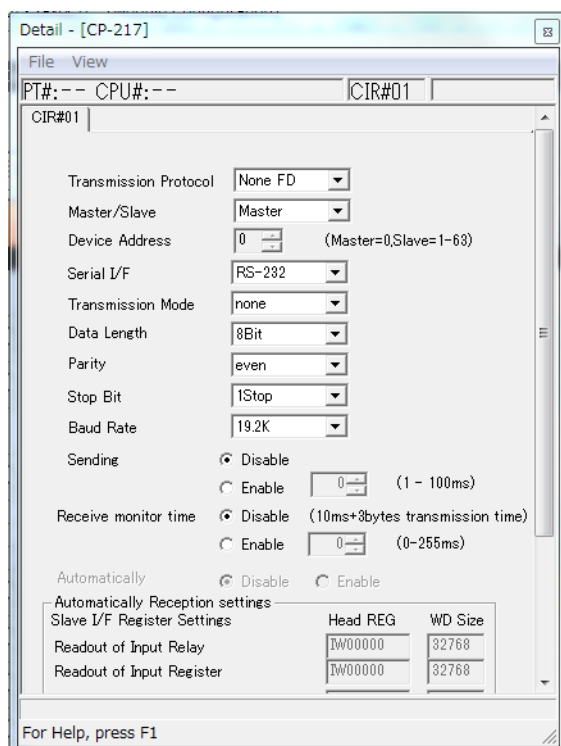 Detail - [CP-217]
File View
PT#:-- CPU#:-- CIR#01
CIR#01
Transmission Protocol None FD
Master/Slave Master
Device Address 0 (Master=0,Slave=1-63)
Serial I/F RS-232
Transmission Mode none
Data Length 8Bit
Parity even
Stop Bit 1Stop
Baud Rate 19.2K
Sending Disable
Enable 0 (1 - 100ms)
Receive monitor time Disable (10ms+3bytes transmission time)
Enable 0 (0-255ms)
Automatically Disable Enable
Automatically Reception settings
Slave I/F Register Settings Head REG WD Size
Readout of Input Relay IW00000 32768
Readout of Input Register IW00000 32768
For Help, press F1